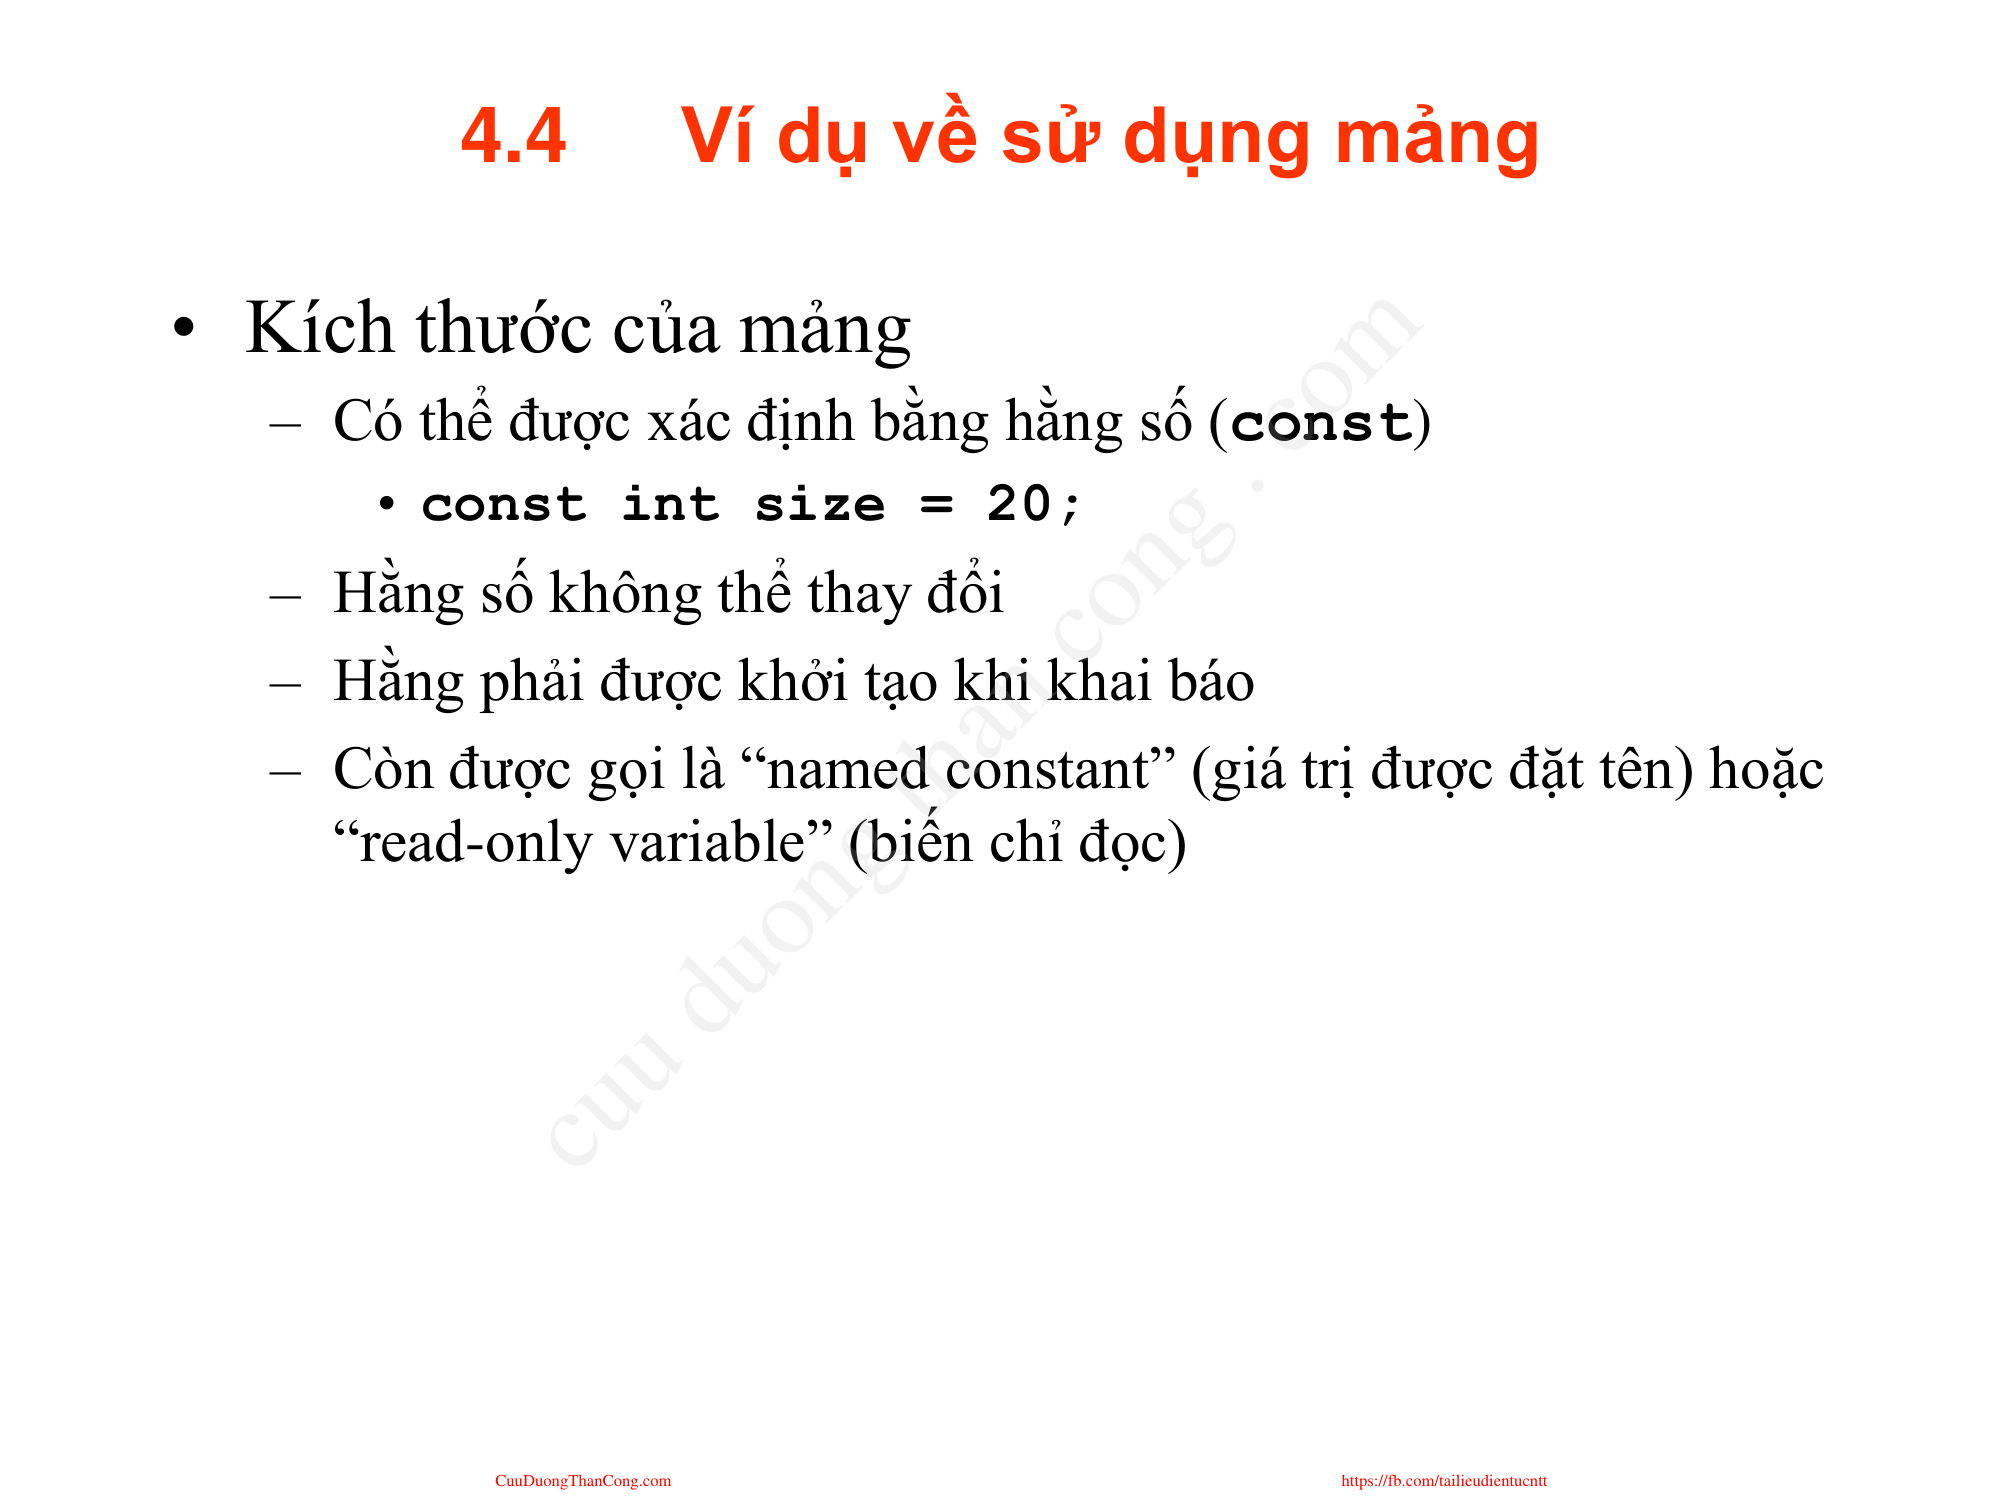 4.4 Ví dụ về sử dụng mảng
• Kích thước của mảng
– Có thể được xác định bằng hằng số (const)
• const int size = 20;
– Hằng số không thể thay đổi
– Hằng phải được khởi tạo khi khai báo
– Còn được gọi là “named constant” (giá trị được đặt tên) hoặc
“read-only variable” (biến chỉ đọc)
cuu duong than cong . com
CuuDuongThanCong.com https://fb.com/tailieudientucntt